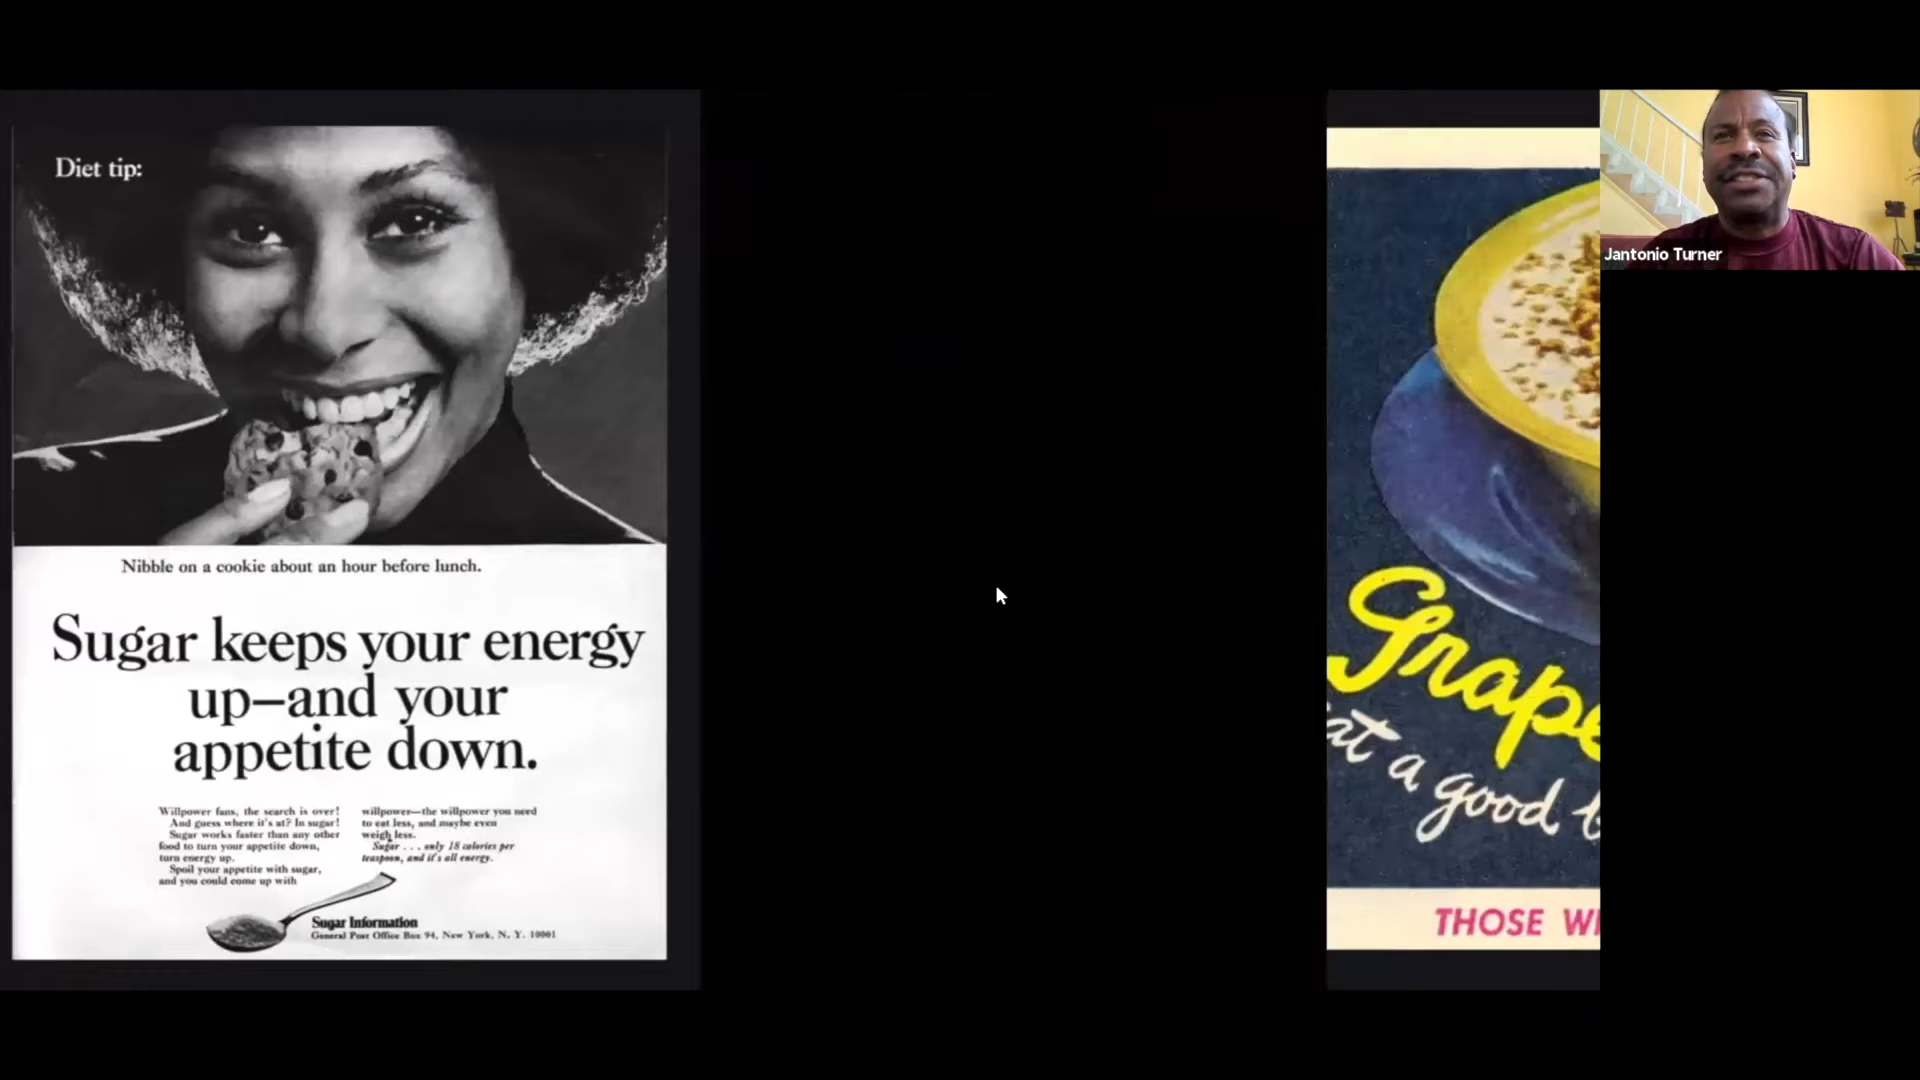 Diet tip:
Nibble on a cookie about an hour before lunch.
Sugar keeps your energy
up—and your
appetite down.
Willpower fans, the search is over!
And guess where it's at? In sugar!
Sugar works faster than any other
food to turn your appetite down,
turn energy up.
Spoil your appetite with sugar,
and you could come up with
willpower—the willpower you need
to eat less, and maybe even
weigh less.
Sugar . . . only 18 calories per
teaspoon, and it's all energy.
Sugar Information
General Post Office Box 94, New York, N. Y. 10001
Grape
at a good b
THOSE W
Jantonio Turner